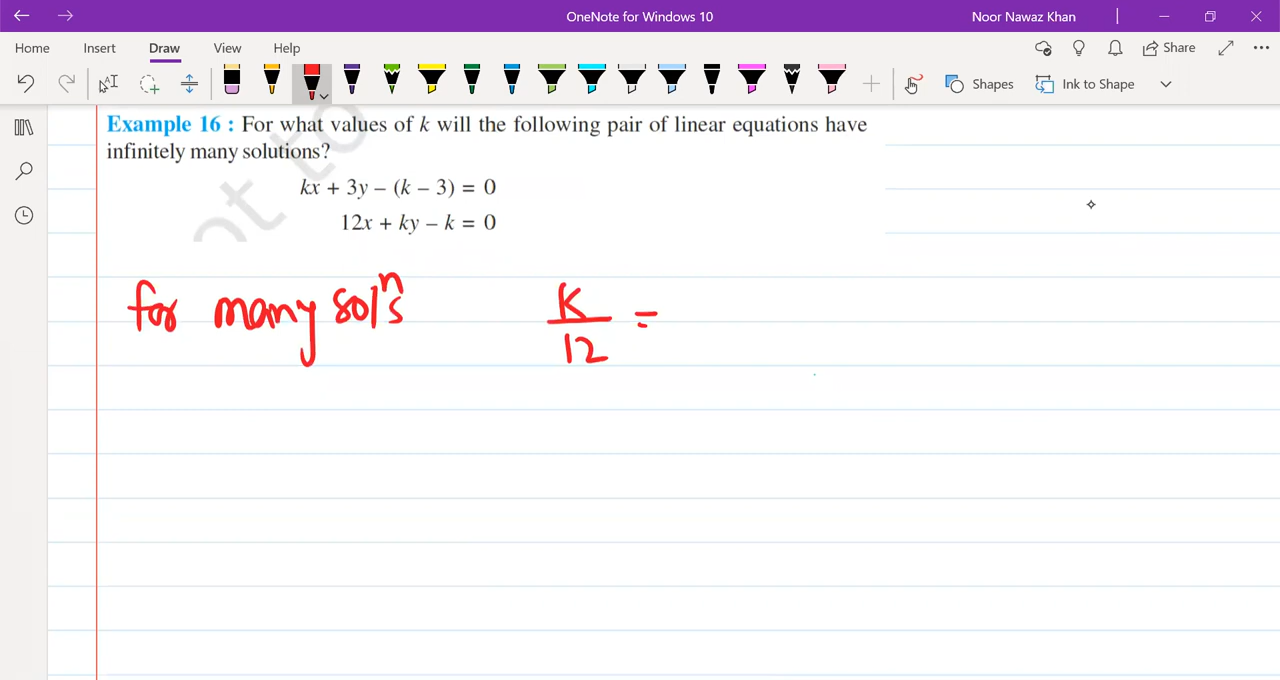 OneNote for Windows 10
Noor Nawaz Khan
Home Insert Draw View Help
Share
Shapes
Ink to Shape
Example 16 : For what values of k will the following pair of linear equations have
infinitely many solutions?
kx + 3y – (k – 3) = 0
12x + ky – k = 0
for many solⁿs
K/12 =
not to